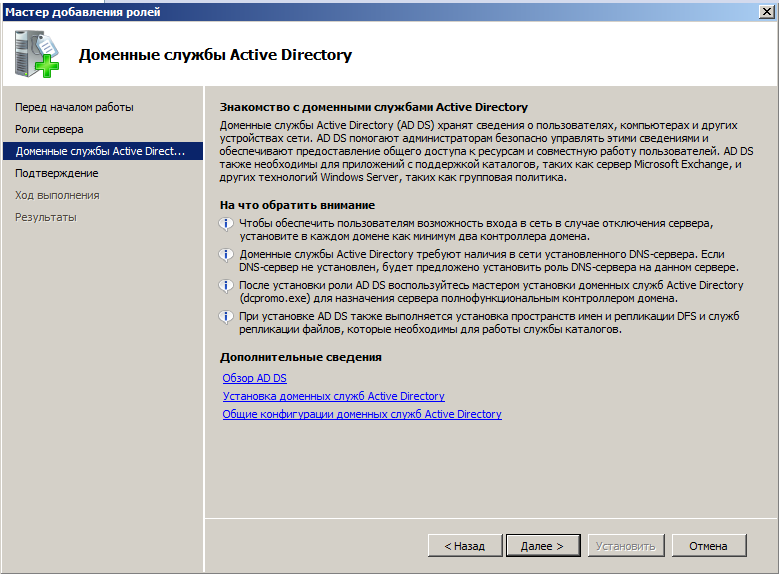 Мастер добавления ролей
Доменные службы Active Directory
Перед началом работы
Роли сервера
Доменные службы Active Direct...
Подтверждение
Ход выполнения
Результаты
Знакомство с доменными службами Active Directory
Доменные службы Active Directory (AD DS) хранят сведения о пользователях, компьютерах и других
устройствах сети. AD DS помогают администраторам безопасно управлять этими сведениями и
обеспечивают предоставление общего доступа к ресурсам и совместную работу пользователей. AD DS
также необходимы для приложений с поддержкой каталогов, таких как сервер Microsoft Exchange, и
других технологий Windows Server, таких как групповая политика.
На что обратить внимание
Чтобы обеспечить пользователям возможность входа в сеть в случае отключения сервера,
установите в каждом домене как минимум два контроллера домена.
Доменные службы Active Directory требуют наличия в сети установленного DNS-сервера. Если
DNS-сервер не установлен, будет предложено установить роль DNS-сервера на данном сервере.
После установки роли AD DS воспользуйтесь мастером установки доменных служб Active Directory
(dcpromo.exe) для назначения сервера полнофункциональным контроллером домена.
При установке AD DS также выполняется установка пространств имен и репликации DFS и служб
репликации файлов, которые необходимы для работы службы каталогов.
Дополнительные сведения
Обзор AD DS
Установка доменных служб Active Directory
Общие конфигурации доменных служб Active Directory
< Назад
Далее >
Установить
Отмена